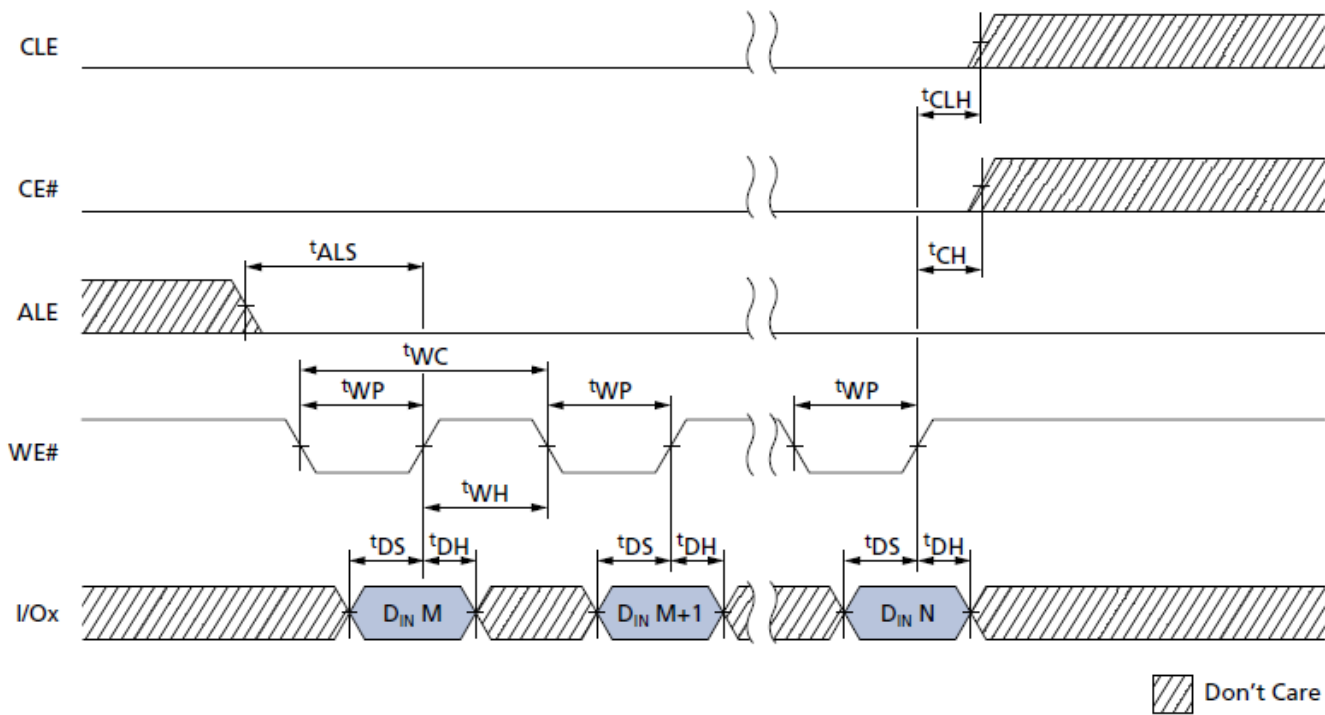 CLE
tCLH
CE#
tALS
tCH
ALE
tWC
tWP
tWP
tWP
WE#
tWH
tDS
tDH
tDS
tDH
tDS
tDH
I/Ox
DIN M
DIN M+1
DIN N
Don't Care